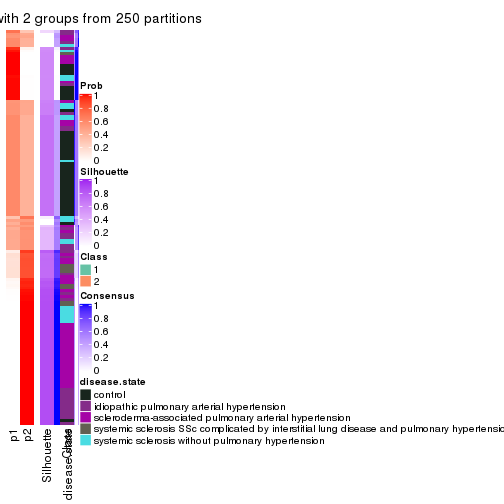 with 2 groups from 250 partitions
Prob
1
0.8
0.6
0.4
0.2
0
Silhouette
1
0.8
0.6
0.4
0.2
0
Class
1
2
Consensus
1
0.8
0.6
0.4
0.2
0
disease.state
control
idiopathic pulmonary arterial hypertension
scleroderma-associated pulmonary arterial hypertension
systemic sclerosis SSc complicated by interstitial lung disease and pulmonary hypertensio
systemic sclerosis without pulmonary hypertension
p1
p2
Silhouette
Class
disease.state